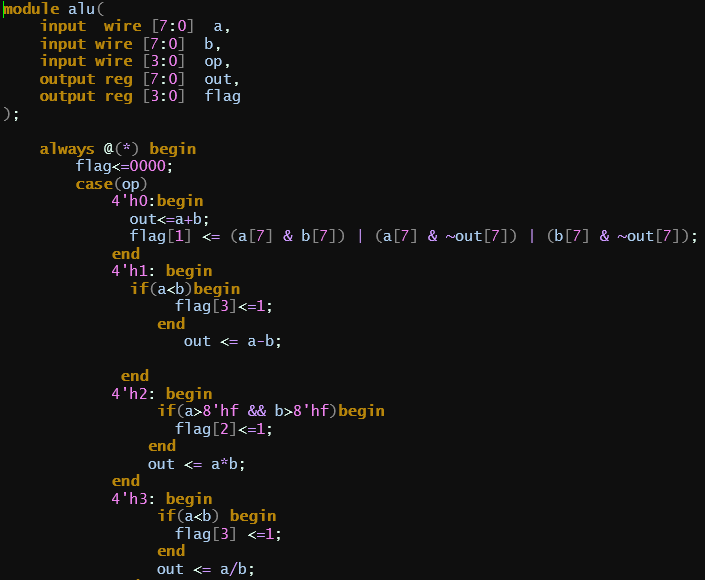 module alu(
    input  wire [7:0]  a,
    input wire [7:0]  b,
    input wire [3:0]  op,
    output reg [7:0]  out,
    output reg [3:0]  flag
);

    always @(*) begin
        flag<=0000;
        case(op)
            4'h0:begin
              out<=a+b;
              flag[1] <= (a[7] & b[7]) | (a[7] & ~out[7]) | (b[7] & ~out[7]);
            end
            4'h1: begin
              if(a<b)begin
                   flag[3]<=1;
                 end
                    out <= a-b;

             end
            4'h2: begin
                 if(a>8'hf && b>8'hf)begin
                   flag[2]<=1;
                end
                out <= a*b;
            end
            4'h3: begin
                 if(a<b) begin
                   flag[3] <=1;
                 end
                 out <= a/b;